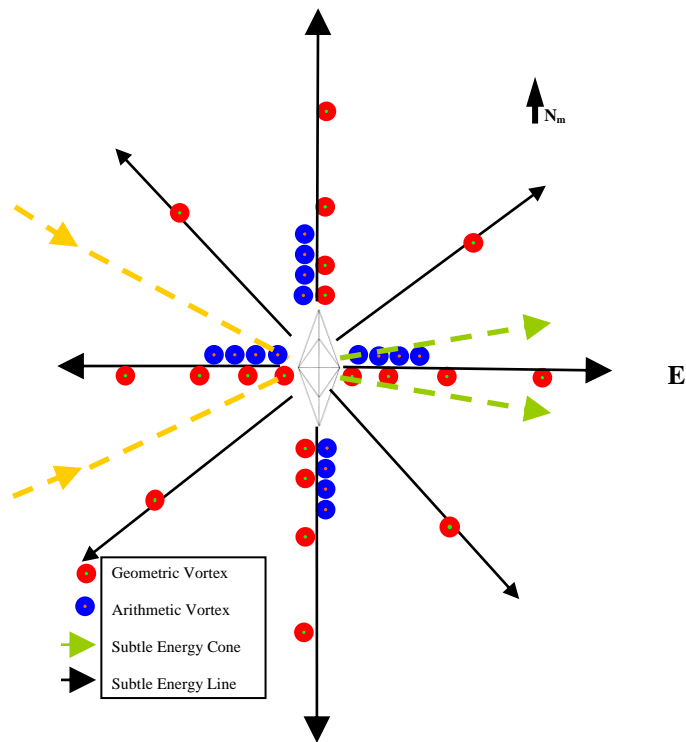 Nm
E
Geometric Vortex
Arithmetic Vortex
Subtle Energy Cone
Subtle Energy Line